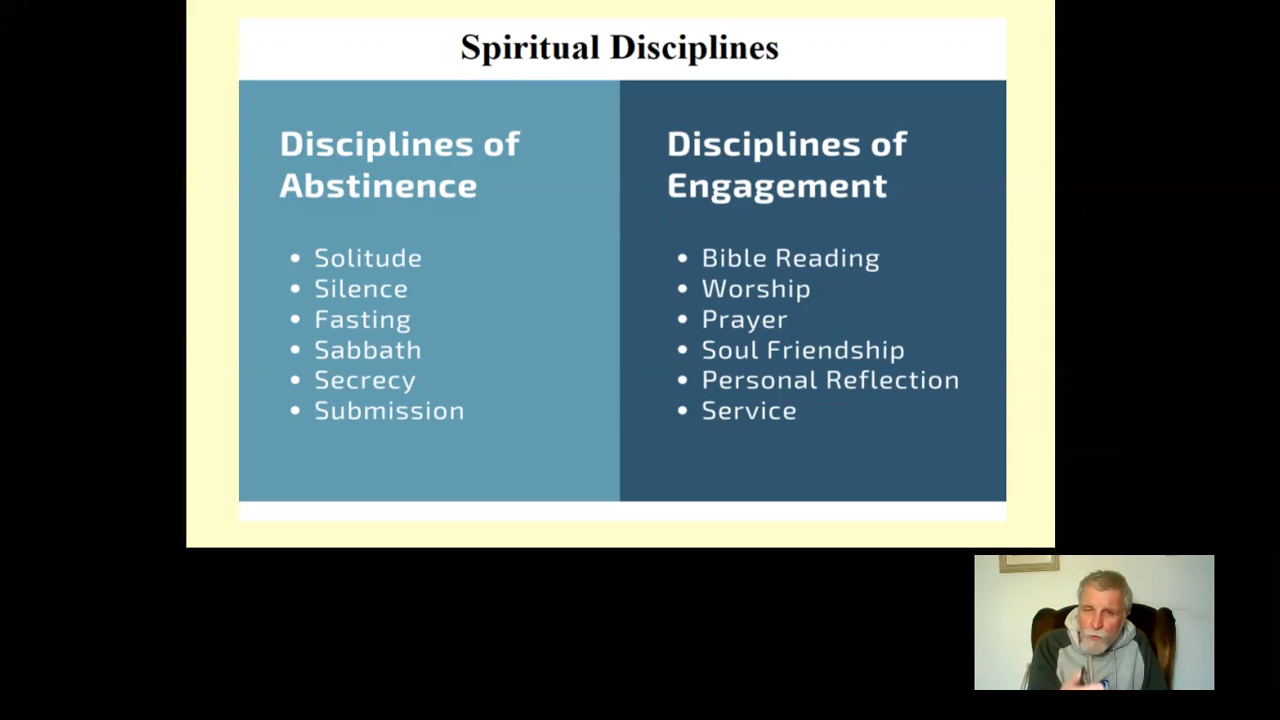 Spiritual Disciplines
Disciplines of
Abstinence
• Solitude
• Silence
• Fasting
• Sabbath
• Secrecy
• Submission
Disciplines of
Engagement
• Bible Reading
• Worship
• Prayer
• Soul Friendship
• Personal Reflection
• Service